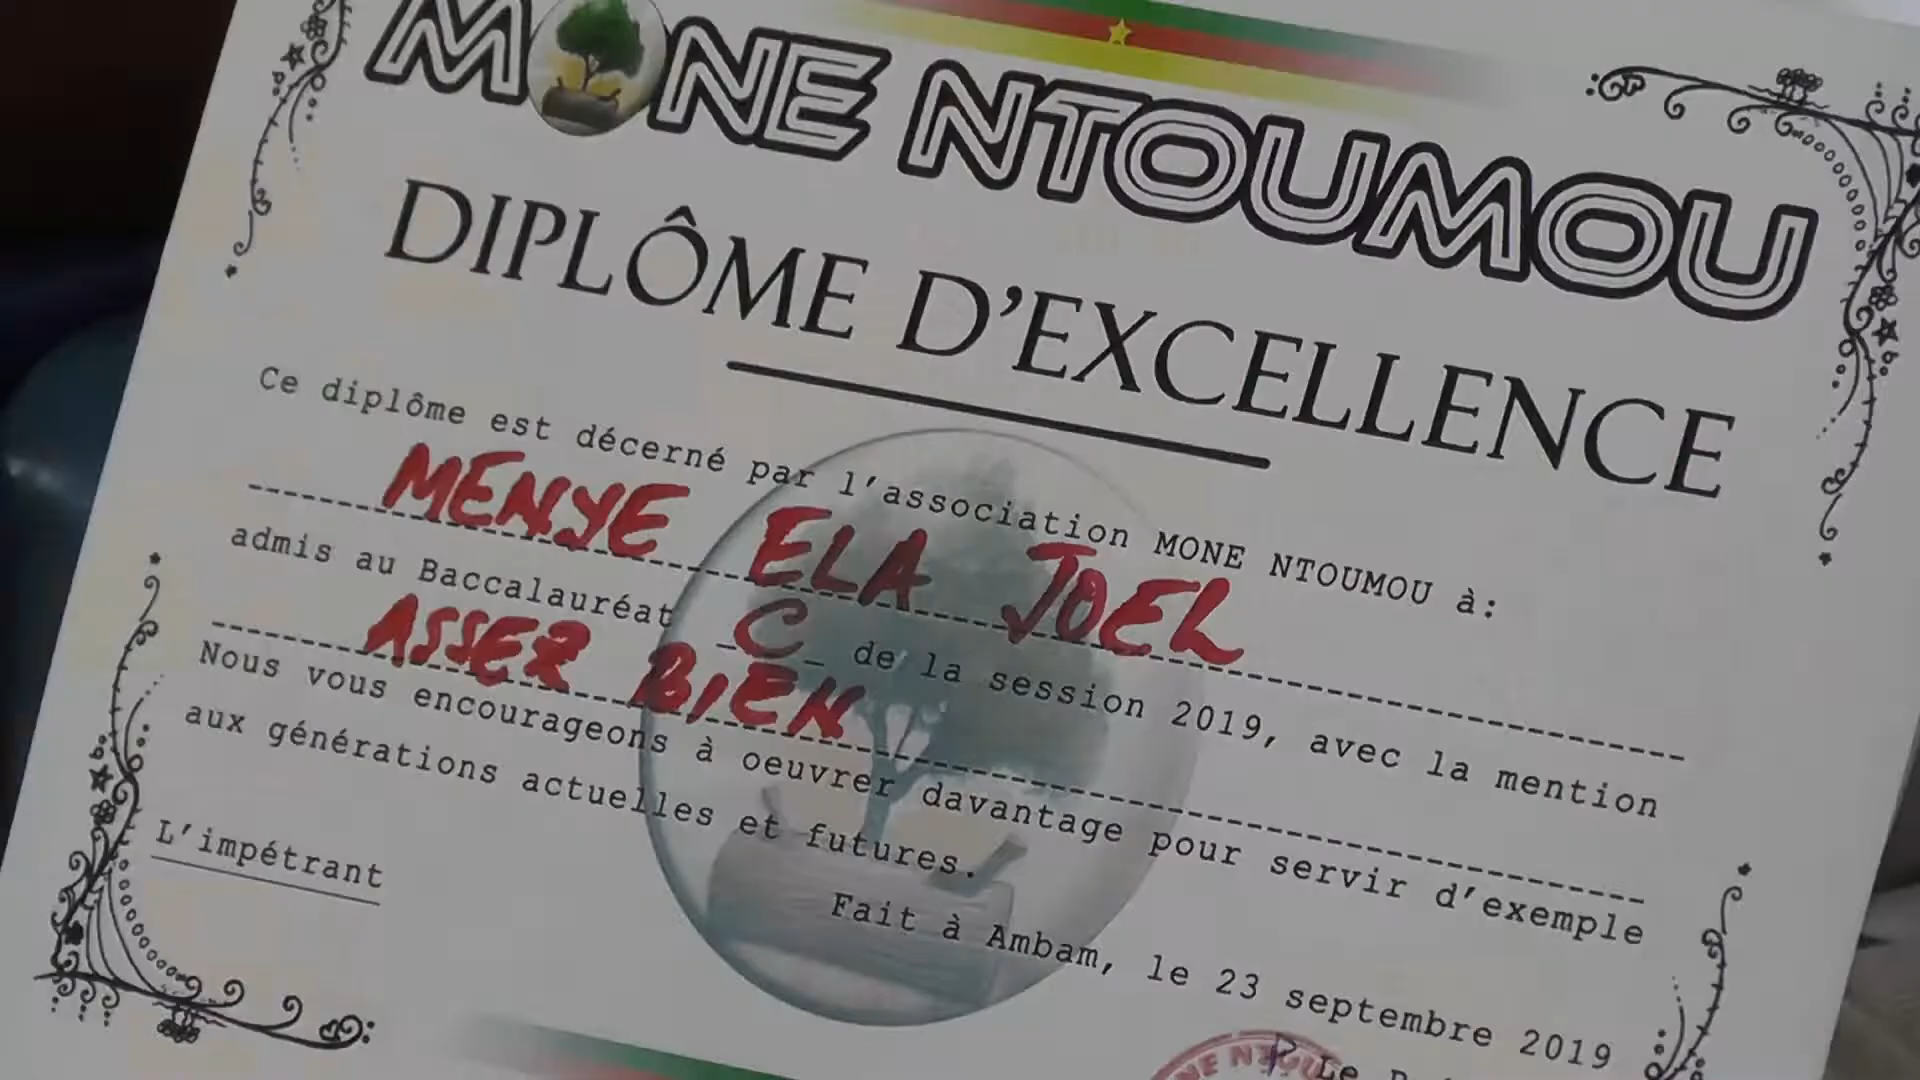 MONE NTOUMOU
DIPLÔME D'EXCELLENCE
Ce diplôme est décerné par l'association MONE NTOUMOU à:
MENYE ELA JOEL
admis au Baccalauréat C de la session 2019, avec la mention
ASSEZ BIEN
Nous vous encourageons à oeuvrer davantage pour servir d'exemple
aux générations actuelles et futures.
L'impétrant
Fait à Ambam, le 23 septembre 2019
Le